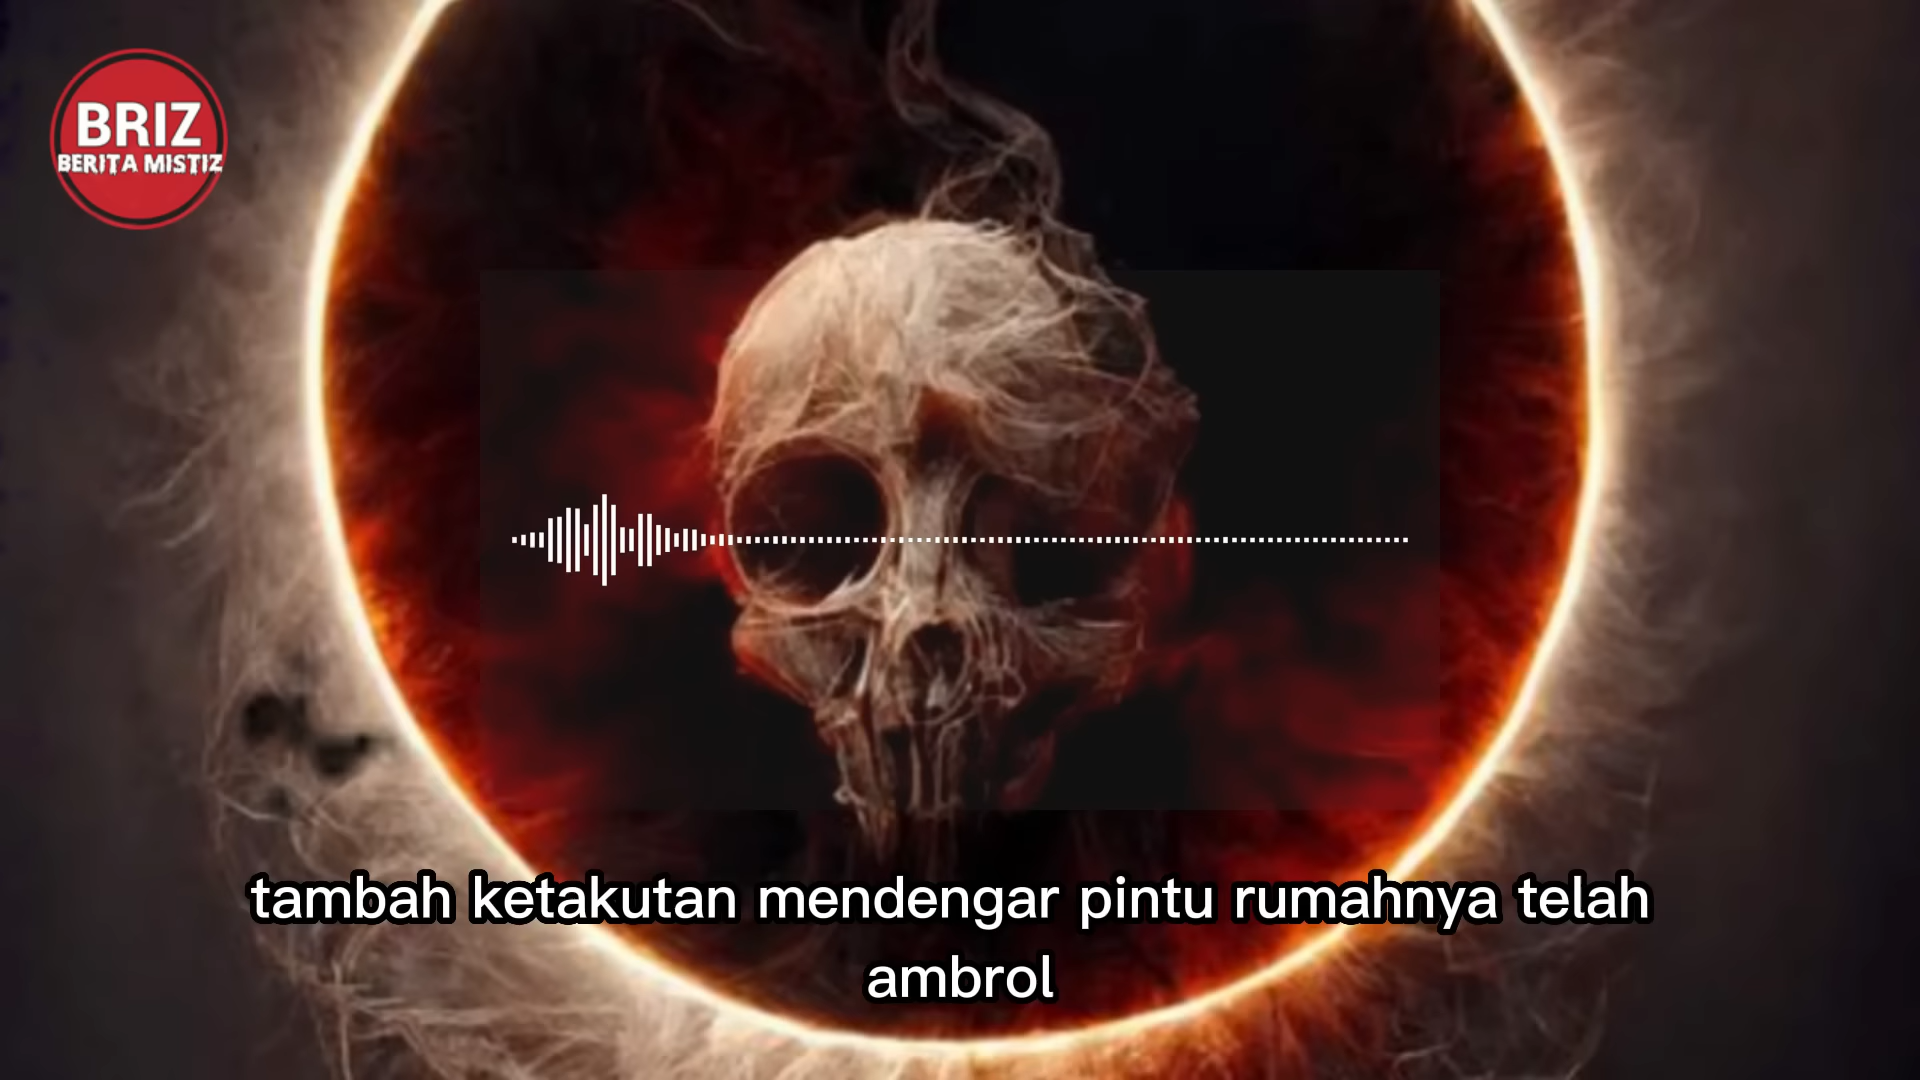 BRIZ
BERITA MISTIZ
tambah ketakutan mendengar pintu rumahnya telah
ambrol